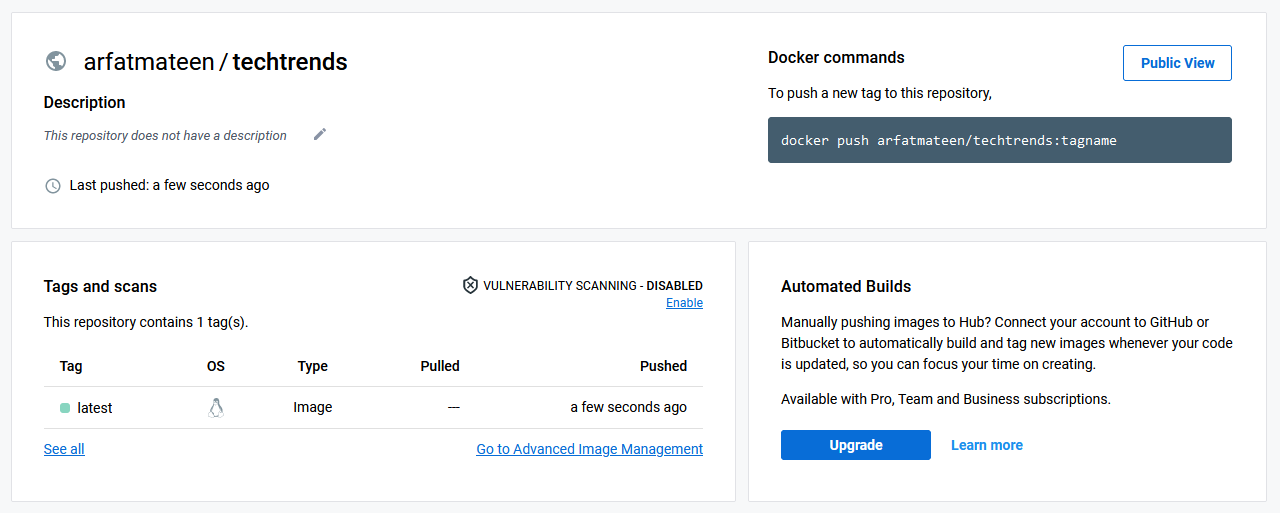 arfatmateen / techtrends
Description
This repository does not have a description
Last pushed: a few seconds ago
Docker commands
Public View
To push a new tag to this repository,
docker push arfatmateen/techtrends:tagname
Tags and scans
VULNERABILITY SCANNING - DISABLED
Enable
This repository contains 1 tag(s).
Tag OS Type Pulled Pushed
latest Image --- a few seconds ago
See all Go to Advanced Image Management
Automated Builds
Manually pushing images to Hub? Connect your account to GitHub or
Bitbucket to automatically build and tag new images whenever your code
is updated, so you can focus your time on creating.
Available with Pro, Team and Business subscriptions.
Upgrade Learn more